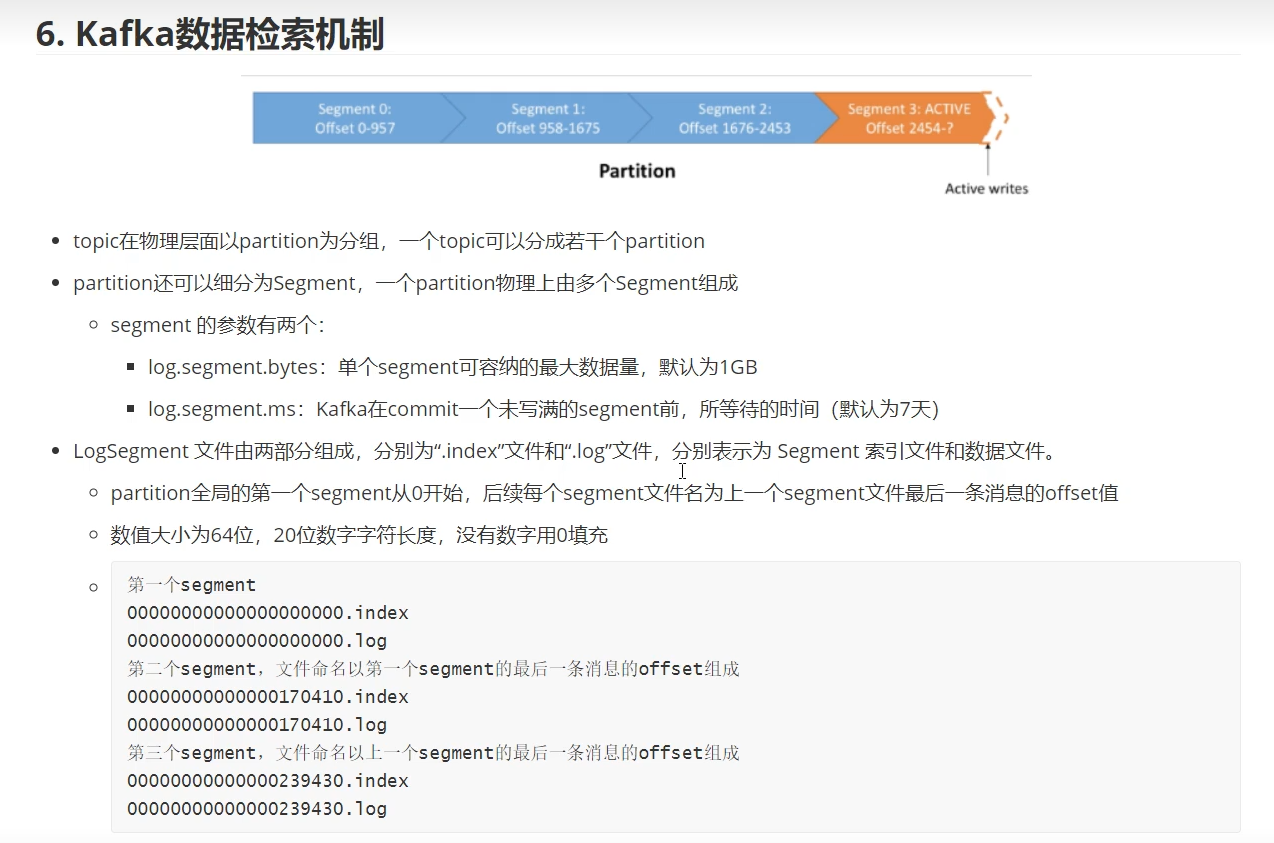 6. Kafka数据检索机制
Segment 0:
Offset 0-957
Segment 1:
Offset 958-1675
Segment 2:
Offset 1676-2453
Segment 3: ACTIVE
Offset 2454-?
Partition
Active writes
topic在物理层面以partition为分组，一个topic可以分成若干个partition
partition还可以细分为Segment，一个partition物理上由多个Segment组成
segment 的参数有两个：
log.segment.bytes：单个segment可容纳的最大数据量，默认为1GB
log.segment.ms：Kafka在commit一个未写满的segment前，所等待的时间（默认为7天）
LogSegment 文件由两部分组成，分别为“.index”文件和“.log”文件，分别表示为 Segment 索引文件和数据文件。
partition全局的第一个segment从0开始，后续每个segment文件名为上一个segment文件最后一条消息的offset值
数值大小为64位，20位数字字符长度，没有数字用0填充
第一个segment
00000000000000000000.index
00000000000000000000.log
第二个segment，文件命名以第一个segment的最后一条消息的offset组成
00000000000000170410.index
00000000000000170410.log
第三个segment，文件命名以上一个segment的最后一条消息的offset组成
00000000000000239430.index
00000000000000239430.log